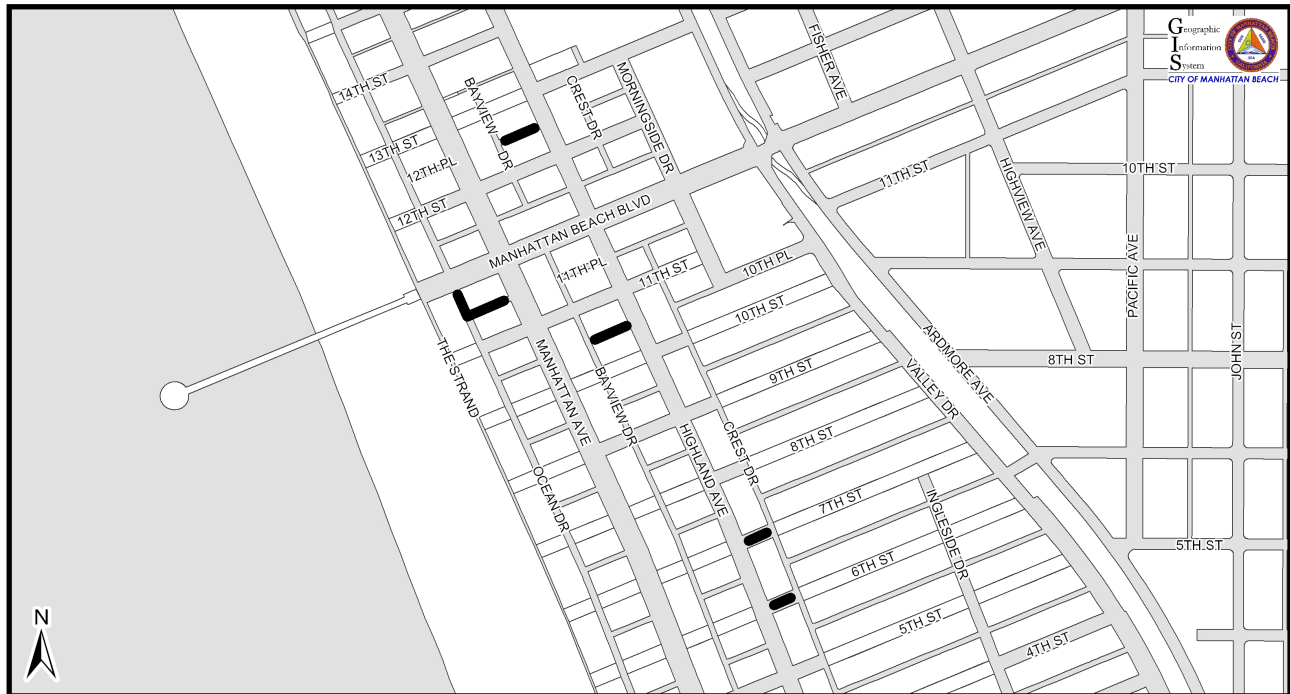 Geographic
Information
System
CITY OF MANHATTAN BEACH
FISHER AVE
14TH ST
BAYVIEW DR
CREST DR
MORNINGSIDE DR
13TH ST
12TH PL
12TH ST
11TH ST
HIGHVIEW AVE
10TH ST
MANHATTAN BEACH BLVD
11TH PL
11TH ST
10TH PL
PACIFIC AVE
10TH ST
THE STRAND
MANHATTAN AVE
BAYVIEW DR
9TH ST
VALLEY DR
ARDMORE AVE
8TH ST
JOHN ST
HIGHLAND AVE
CREST DR
8TH ST
OCEAN DR
7TH ST
INGLESIDE DR
6TH ST
5TH ST
5TH ST
4TH ST
N